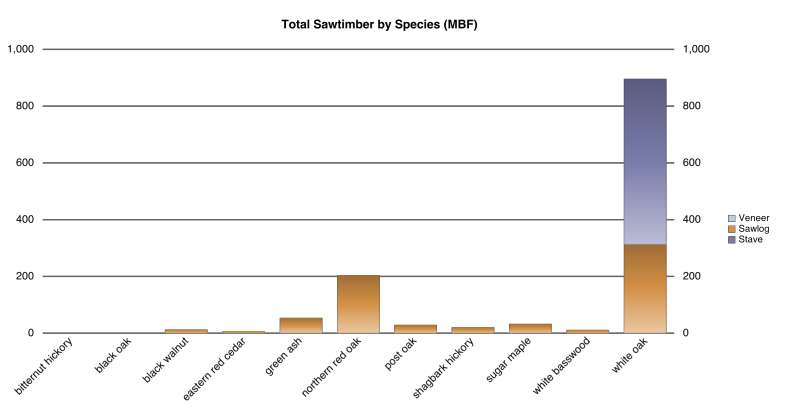 Total Sawtimber by Species (MBF)
1,000
800
600
400
200
0
1,000
800
600
400
200
0
bitternut hickory
black oak
black walnut
eastern red cedar
green ash
northern red oak
post oak
shagbark hickory
sugar maple
white basswood
white oak
Veneer
Sawlog
Stave